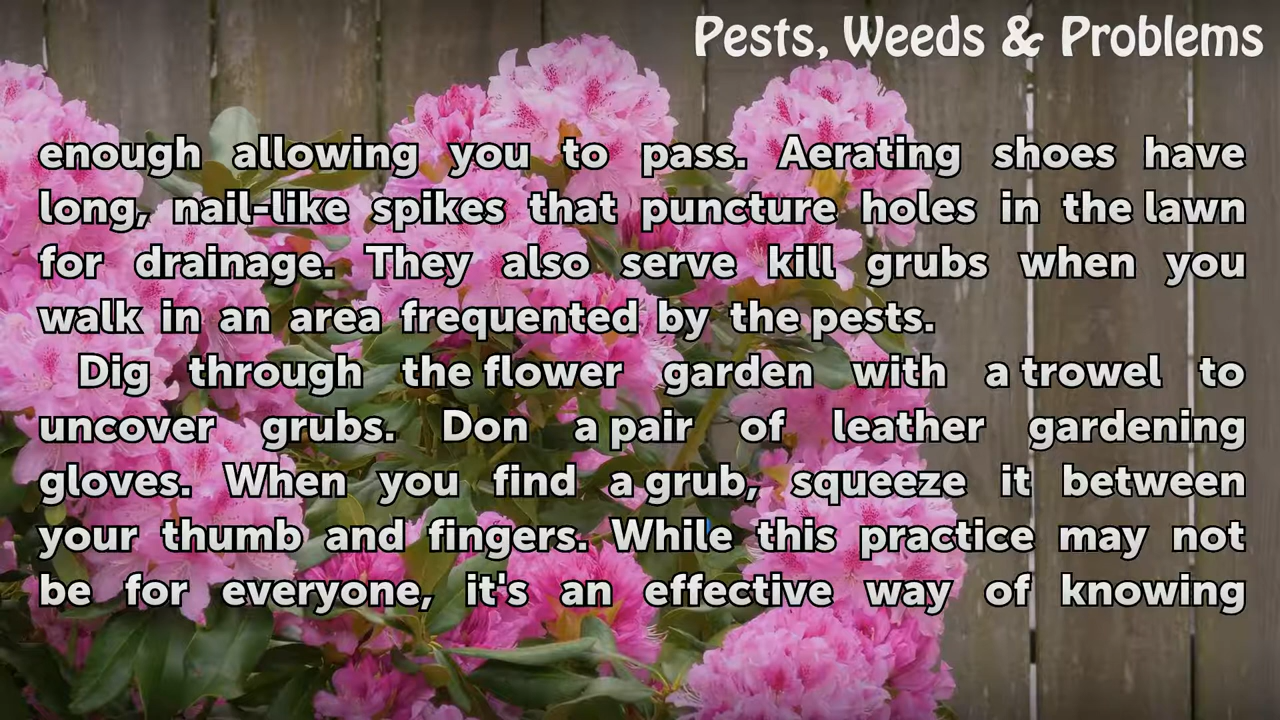 Pests, Weeds & Problems
enough allowing you to pass. Aerating shoes have
long, nail-like spikes that puncture holes in the lawn
for drainage. They also serve kill grubs when you
walk in an area frequented by the pests.
Dig through the flower garden with a trowel to
uncover grubs. Don a pair of leather gardening
gloves. When you find a grub, squeeze it between
your thumb and fingers. While this practice may not
be for everyone, it's an effective way of knowing